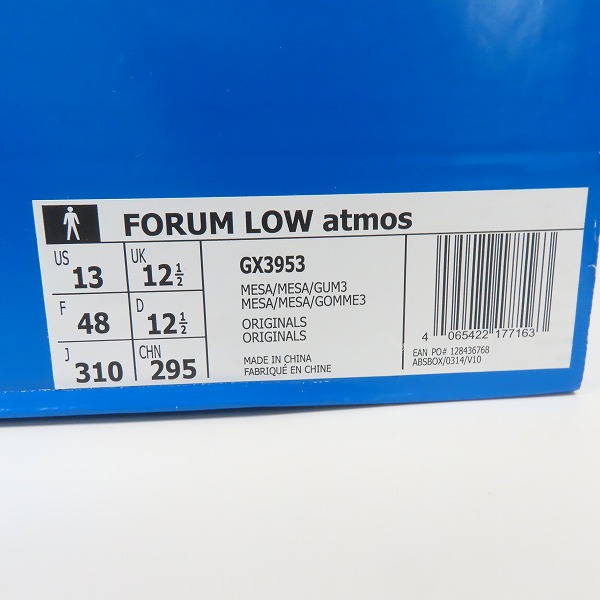 FORUM LOW atmos
US 13 UK 12 1/2
F 48 D 12 1/2
J 310 CHN 295
GX3953
MESA/MESA/GUM3
MESA/MESA/GOMME3
ORIGINALS
ORIGINALS
MADE IN CHINA
FABRIQUÉ EN CHINE
4 065422 177163
EAN PO# 128436768
ABSBOX/0314/V10